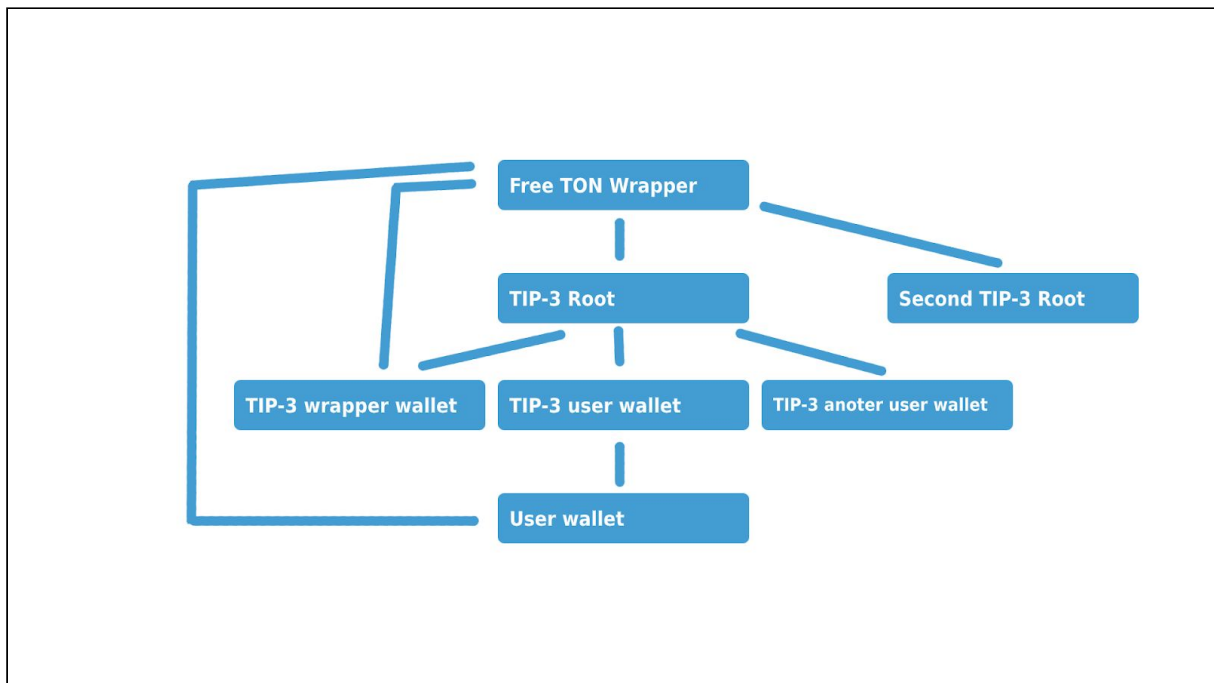 Free TON Wrapper
TIP-3 Root
Second TIP-3 Root
TIP-3 wrapper wallet
TIP-3 user wallet
TIP-3 anoter user wallet
User wallet